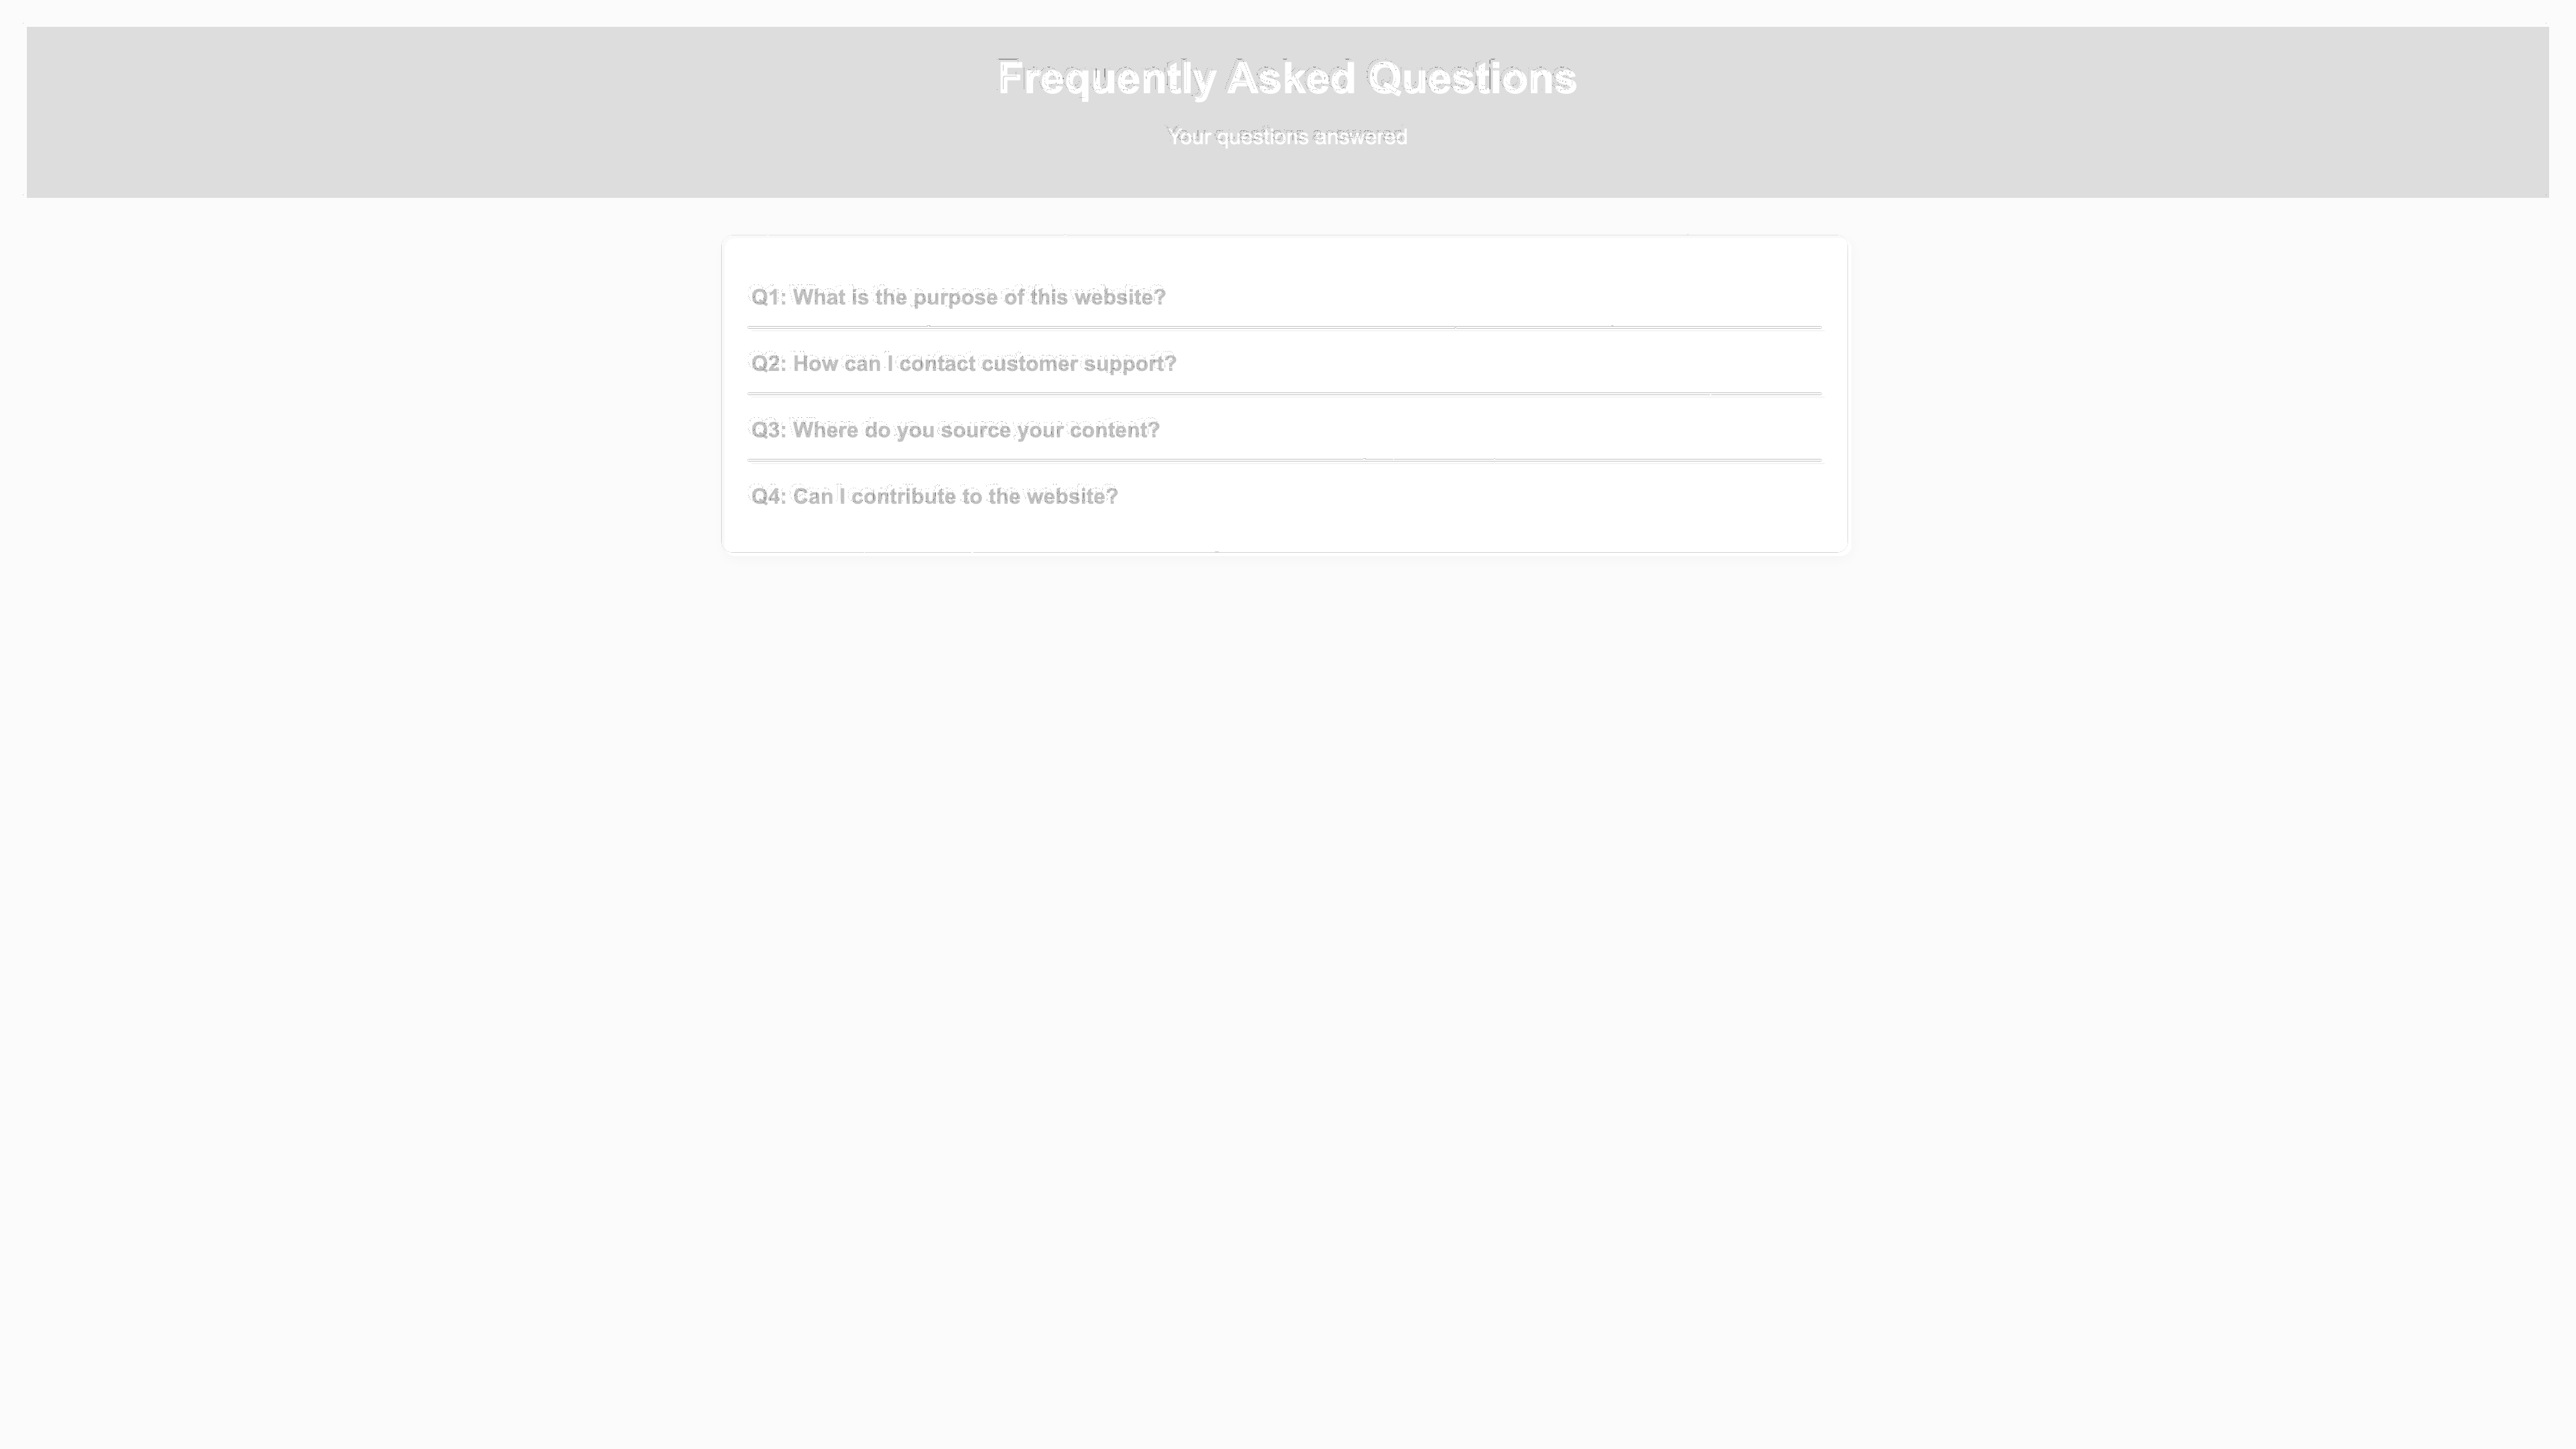 Frequently Asked Questions
Your questions answered
Q1: What is the purpose of this website?
Q2: How can I contact customer support?
Q3: Where do you source your content?
Q4: Can I contribute to the website?